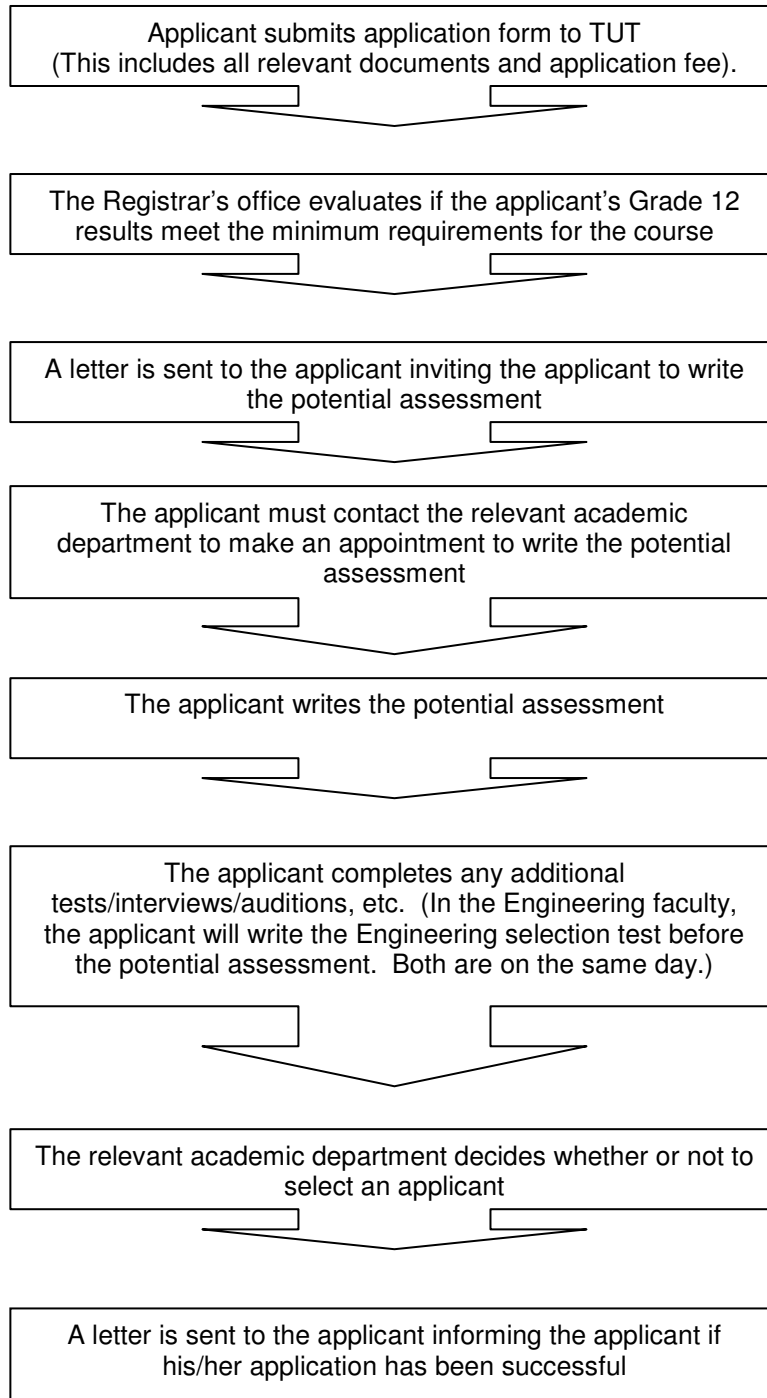 Applicant submits application form to TUT
(This includes all relevant documents and application fee).
The Registrar's office evaluates if the applicant's Grade 12
results meet the minimum requirements for the course
A letter is sent to the applicant inviting the applicant to write
the potential assessment
The applicant must contact the relevant academic
department to make an appointment to write the potential
assessment
The applicant writes the potential assessment
The applicant completes any additional
tests/interviews/auditions, etc.  (In the Engineering faculty,
the applicant will write the Engineering selection test before
the potential assessment.  Both are on the same day.)
The relevant academic department decides whether or not to
select an applicant
A letter is sent to the applicant informing the applicant if
his/her application has been successful